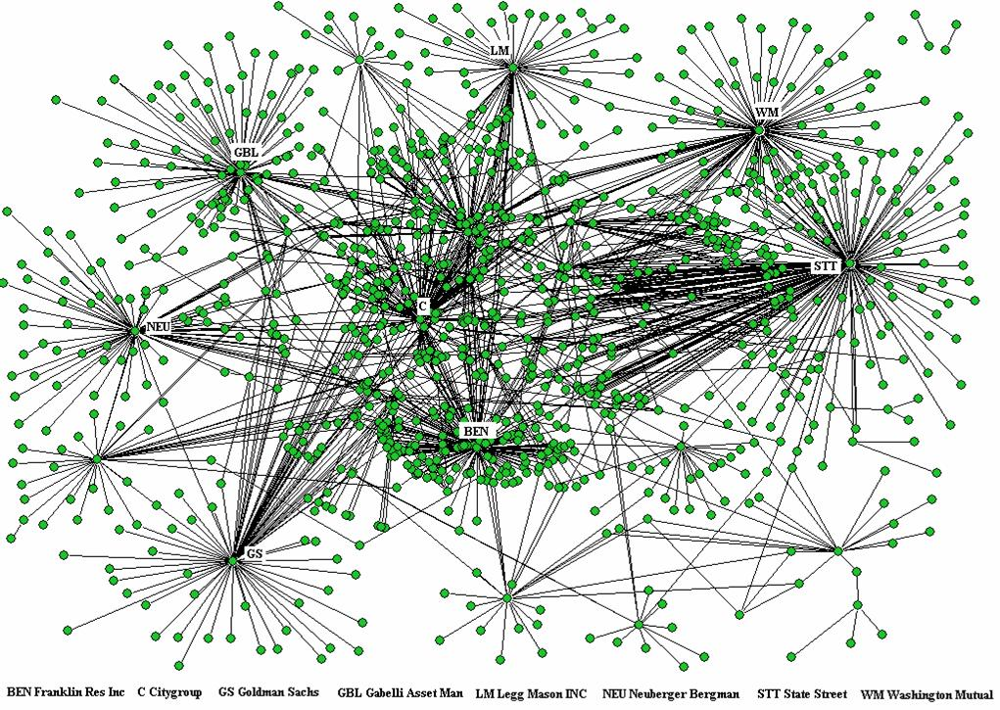 LM
WM
GBL
STT
C
NEU
BEN
GS
BEN Franklin Res Inc C Citygroup GS Goldman Sachs GBL Gabelli Asset Man LM Legg Mason INC NEU Neuberger Bergman STT State Street WM Washington Mutual